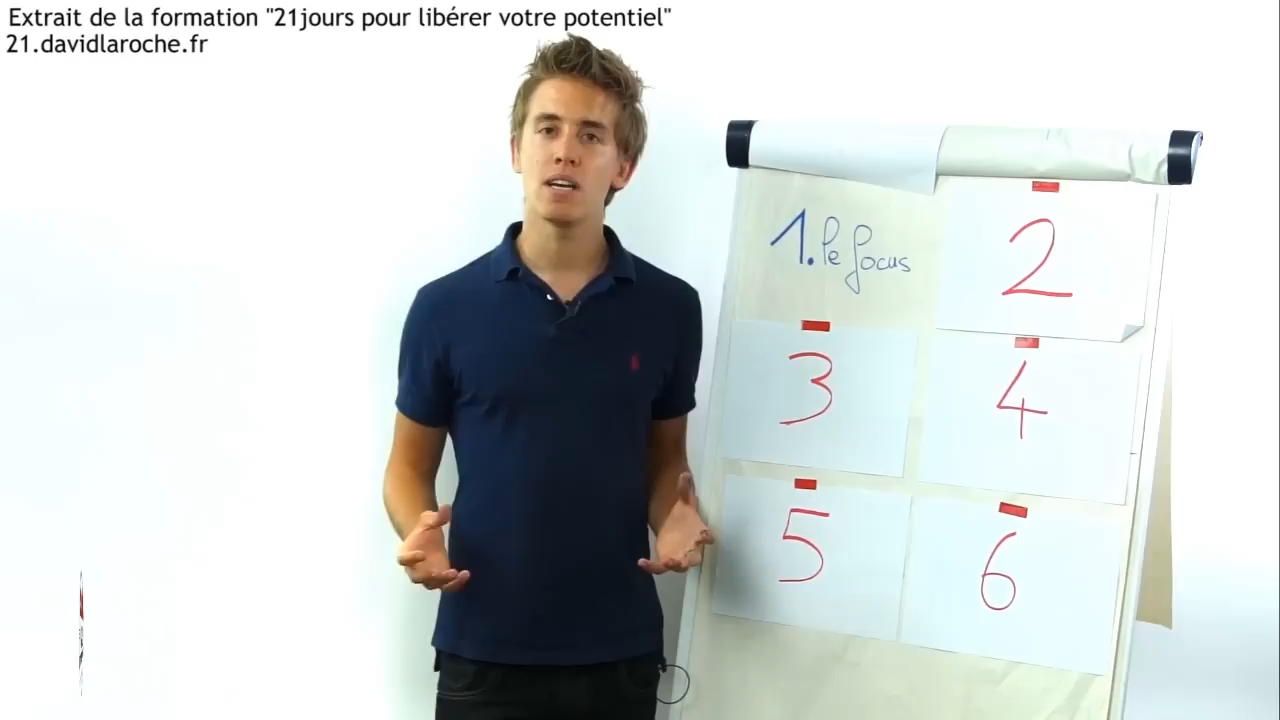 Extrait de la formation "21jours pour libérer votre potentiel"
21.davidlaroche.fr
1. le focus
2
3
4
5
6